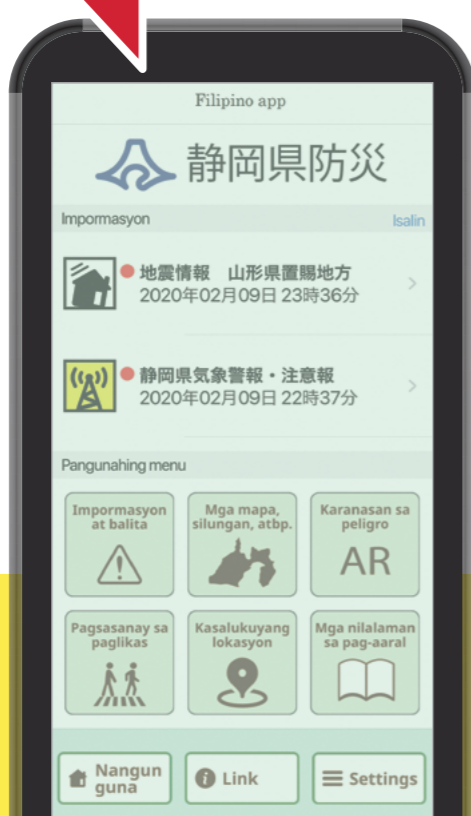 Filipino app
静岡県防災
Impormasyon
Isalin
地震情報　山形県置賜地方
2020年02月09日 23時36分
静岡県気象警報・注意報
2020年02月09日 22時37分
Pangunahing menu
Impormasyon
at balita
Mga mapa,
silungan, atbp.
Karanasan sa
peligro
AR
Pagsasanay sa
paglikas
Kasalukuyang
lokasyon
Mga nilalaman
sa pag-aaral
Nangun
guna
Link
Settings